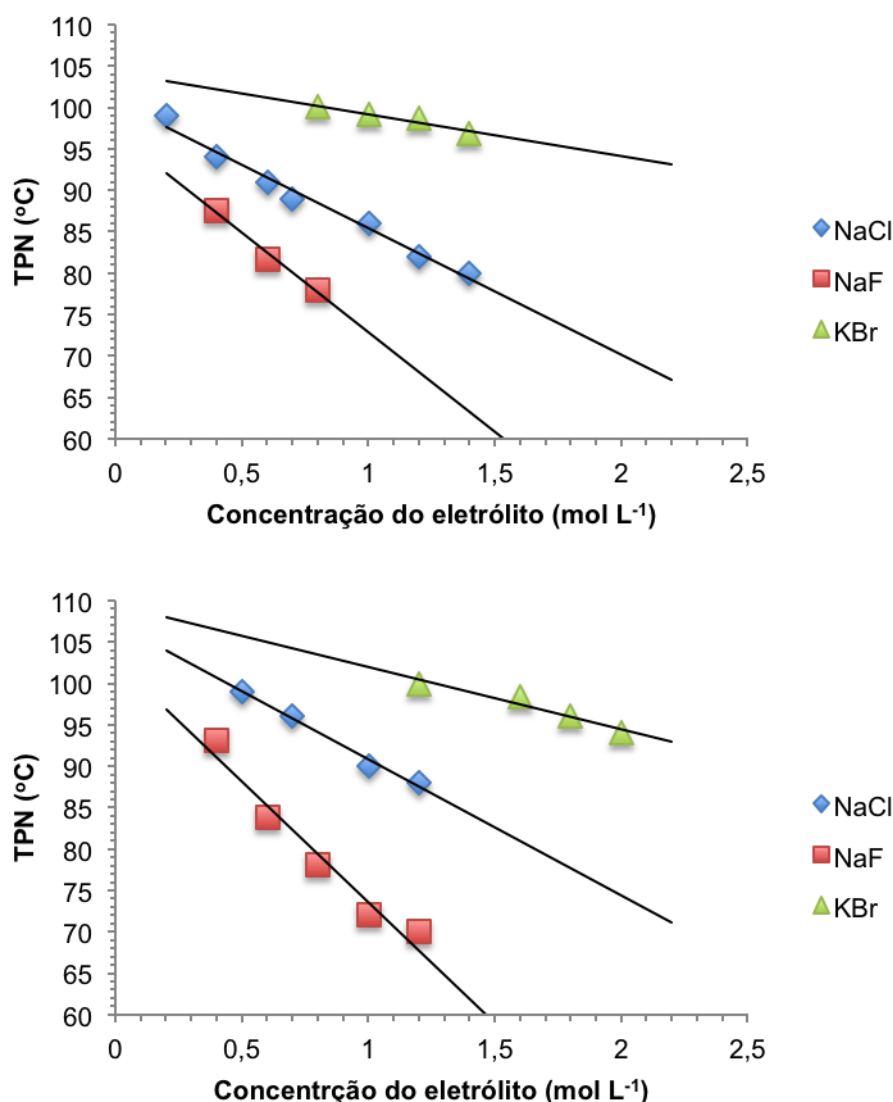 110
105
100
95
90
85
80
75
70
65
60
TPN (ºC)
0 0,5 1 1,5 2 2,5
Concentração do eletrólito (mol L⁻¹)
NaCl
NaF
KBr
110
105
100
95
90
85
80
75
70
65
60
TPN (ºC)
0 0,5 1 1,5 2 2,5
Concentrção do eletrólito (mol L⁻¹)
NaCl
NaF
KBr